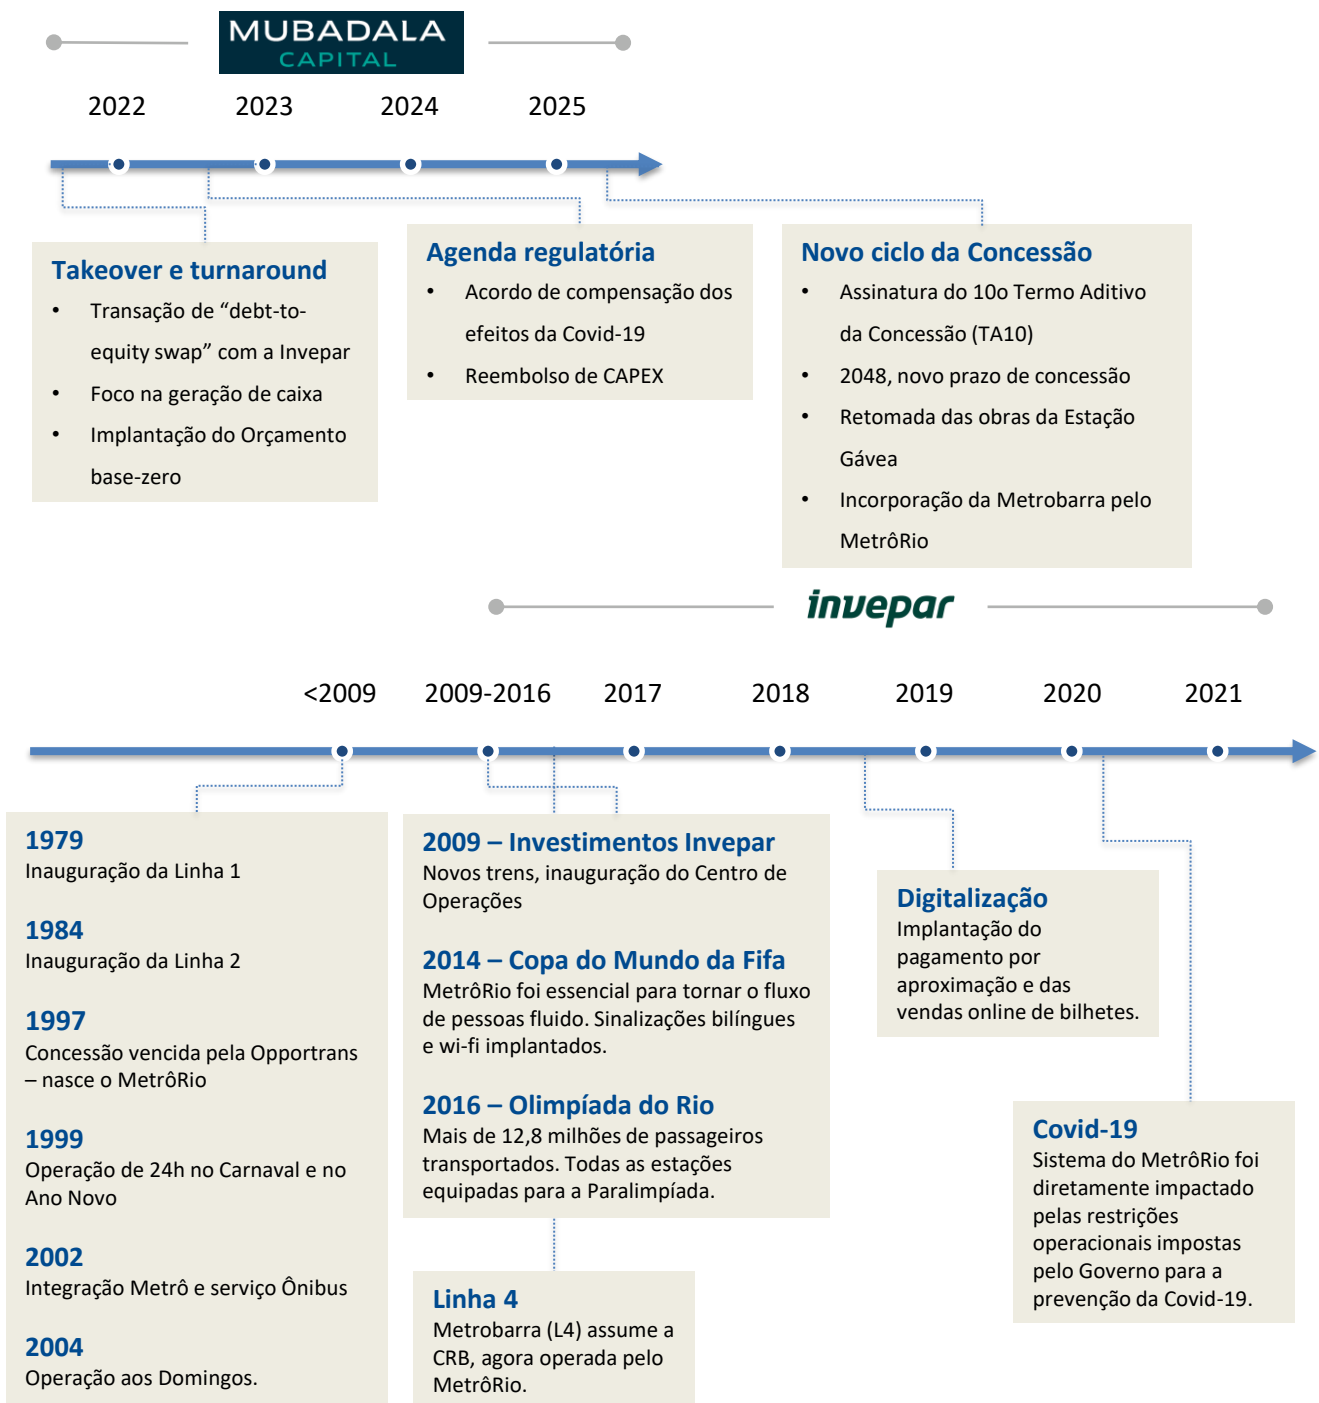 MUBADALA
CAPITAL
2022 2023 2024 2025
Takeover e turnaround
• Transação de “debt-to-
equity swap” com a Invepar
• Foco na geração de caixa
• Implantação do Orçamento
base-zero
Agenda regulatória
• Acordo de compensação dos
efeitos da Covid-19
• Reembolso de CAPEX
Novo ciclo da Concessão
• Assinatura do 10o Termo Aditivo
da Concessão (TA10)
• 2048, novo prazo de concessão
• Retomada das obras da Estação
Gávea
• Incorporação da Metrobarra pelo
MetrôRio
invepar
<2009 2009-2016 2017 2018 2019 2020 2021
1979
Inauguração da Linha 1
1984
Inauguração da Linha 2
1997
Concessão vencida pela Opportrans
– nasce o MetrôRio
1999
Operação de 24h no Carnaval e no
Ano Novo
2002
Integração Metrô e serviço Ônibus
2004
Operação aos Domingos.
2009 – Investimentos Invepar
Novos trens, inauguração do Centro de
Operações
2014 – Copa do Mundo da Fifa
MetrôRio foi essencial para tornar o fluxo
de pessoas fluido. Sinalizações bilíngues
e wi-fi implantados.
2016 – Olimpíada do Rio
Mais de 12,8 milhões de passageiros
transportados. Todas as estações
equipadas para a Paralimpíada.
Linha 4
Metrobarra (L4) assume a
CRB, agora operada pelo
MetrôRio.
Digitalização
Implantação do
pagamento por
aproximação e das
vendas online de bilhetes.
Covid-19
Sistema do MetrôRio foi
diretamente impactado
pelas restrições
operacionais impostas
pelo Governo para a
prevenção da Covid-19.